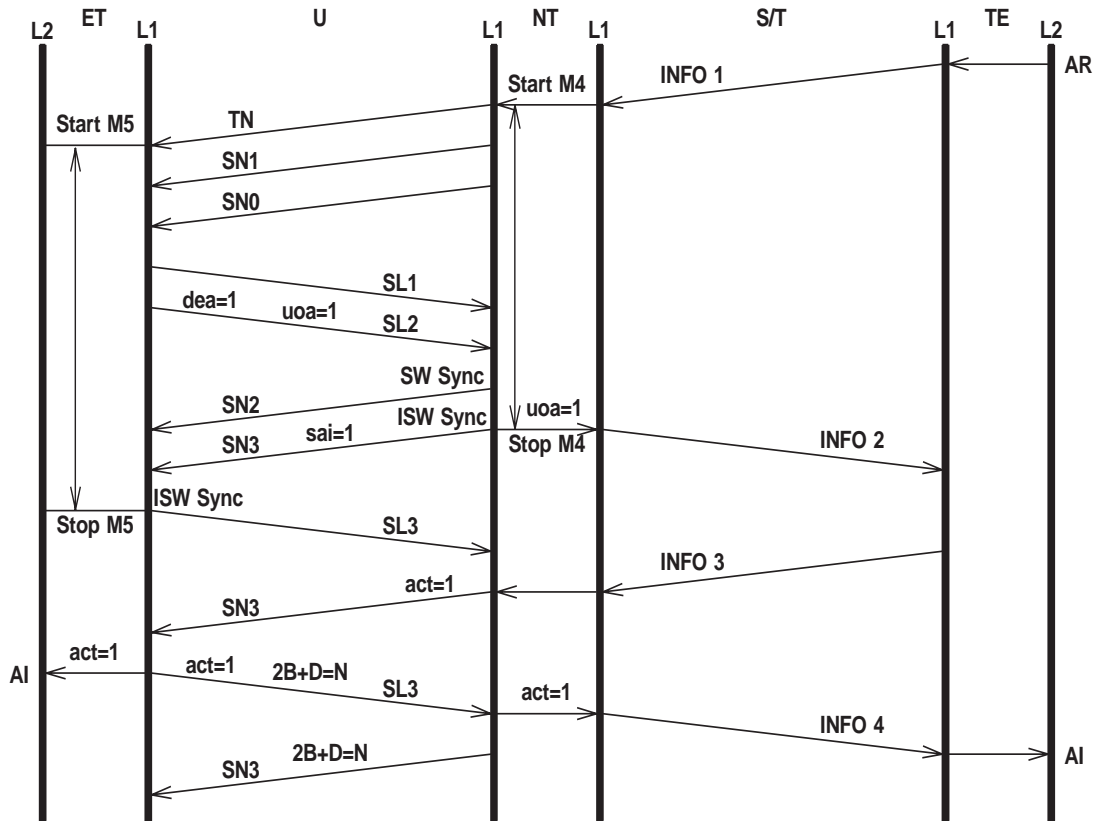 ET U NT S/T TE
L2 L1 L1 L1 L1 L2
AR
INFO 1
Start M4
TN
Start M5
SN1
SN0
SL1
dea=1 uoa=1
SL2
SW Sync
SN2
ISW Sync uoa=1
sai=1
SN3
Stop M4
INFO 2
ISW Sync
Stop M5
SL3
INFO 3
act=1
SN3
act=1
AI
act=1 2B+D=N
SL3
act=1
INFO 4
AI
2B+D=N
SN3